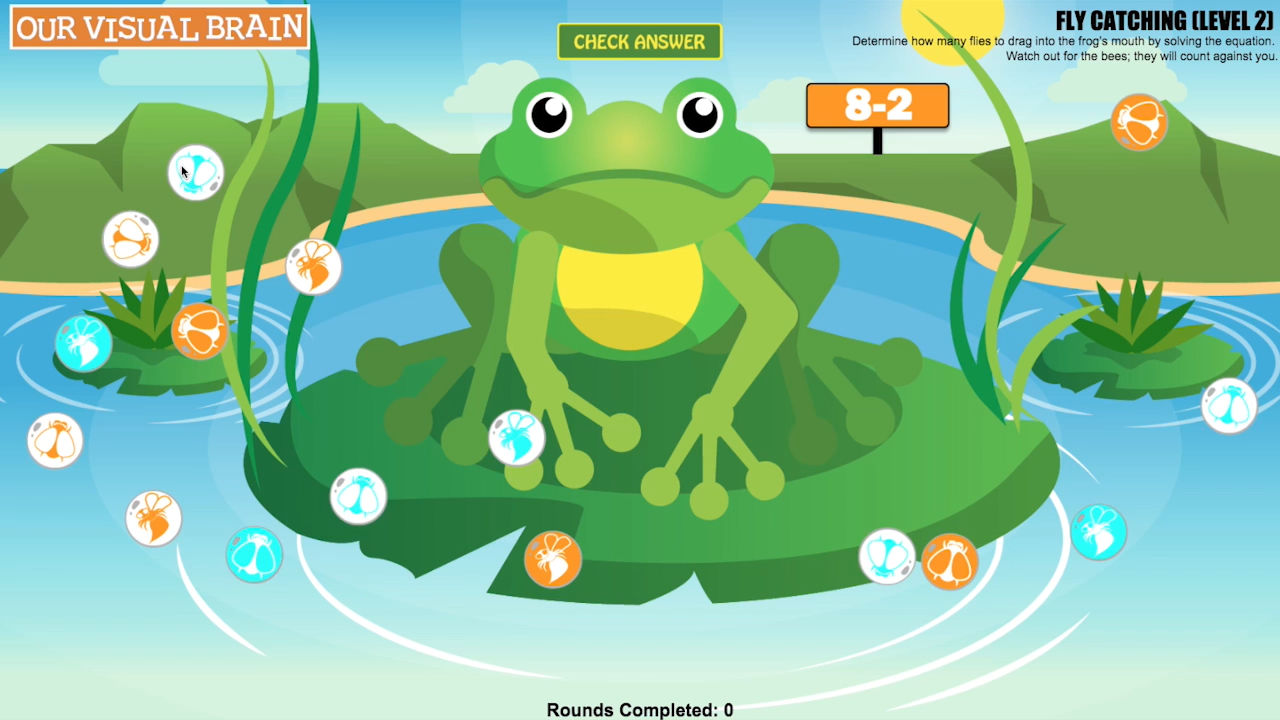 OUR VISUAL BRAIN
CHECK ANSWER
FLY CATCHING (LEVEL 2)
Determine how many flies to drag into the frog's mouth by solving the equation.
Watch out for the bees; they will count against you.
8-2
Rounds Completed: 0